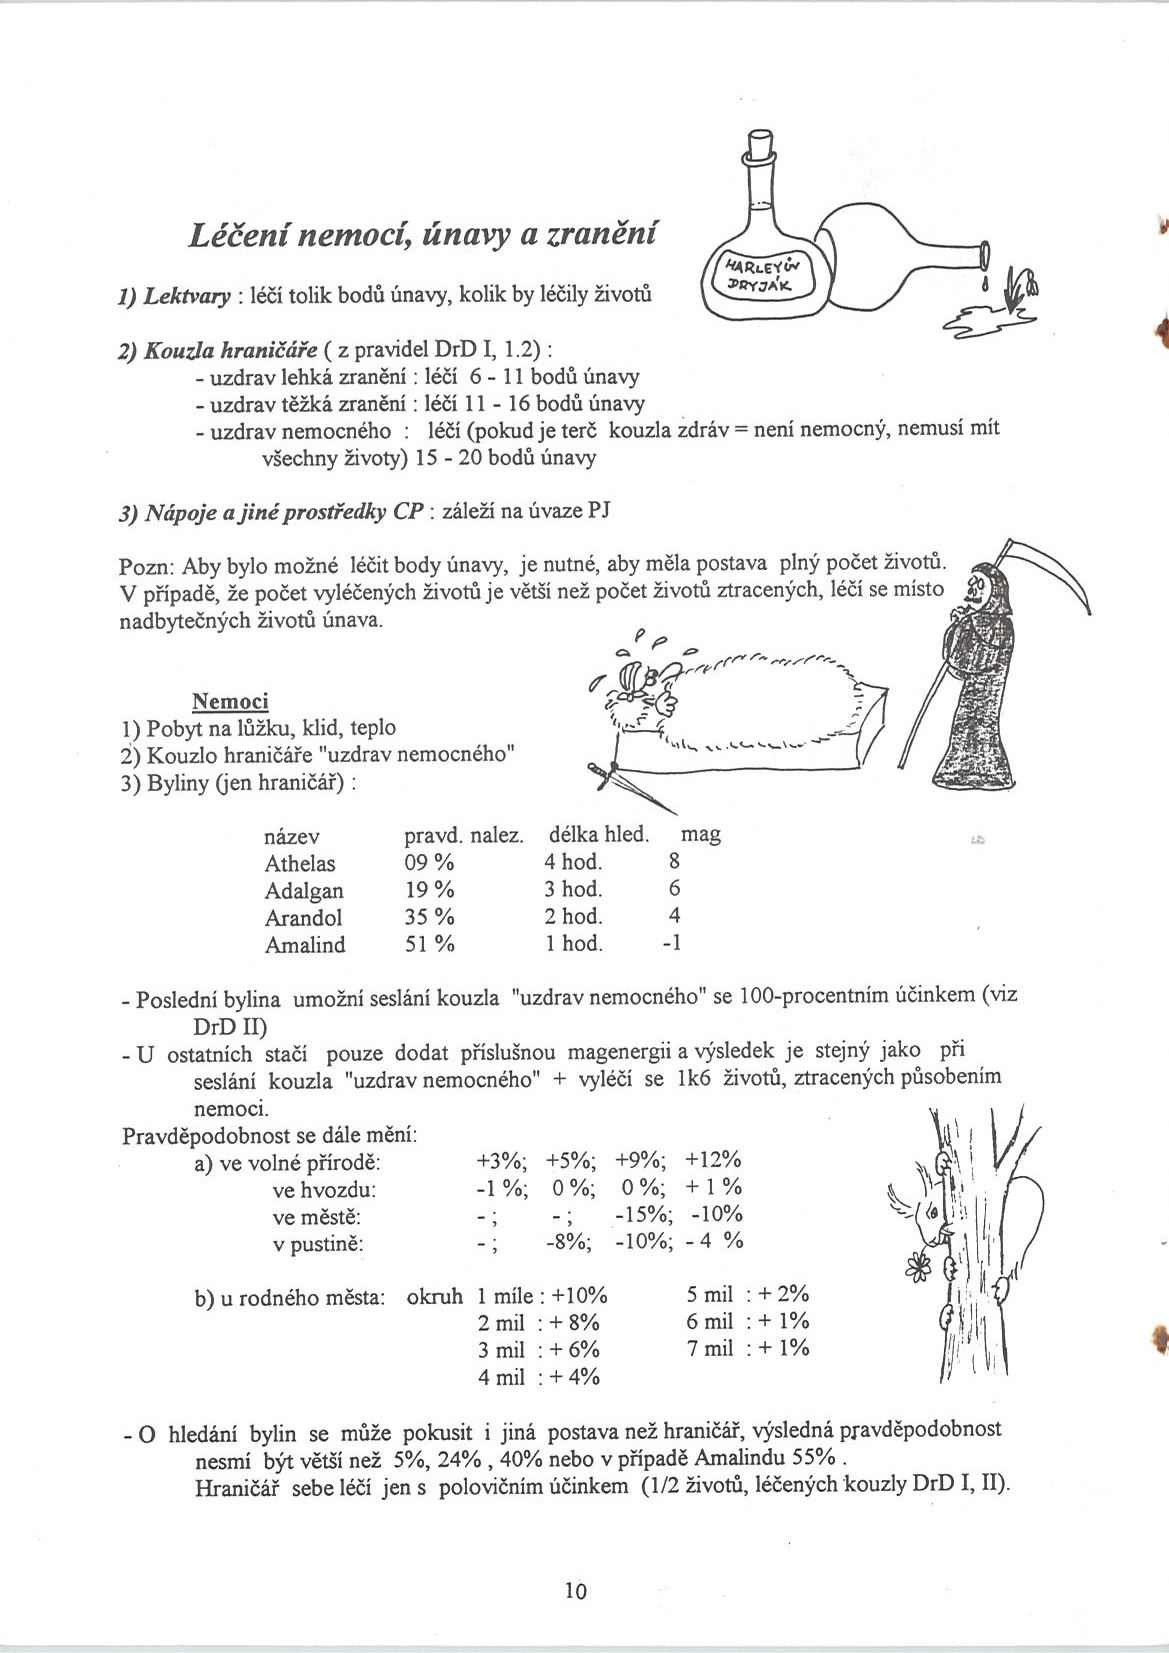 HARLEYŮV
DRYJÁK
Léčení nemocí, únavy a zranění
1) Lektvary : léčí tolik bodů únavy, kolik by léčily životů
2) Kouzla hraničáře ( z pravidel DrD I, 1.2) :
- uzdrav lehká zranění : léčí 6 - 11 bodů únavy
- uzdrav těžká zranění : léčí 11 - 16 bodů únavy
- uzdrav nemocného : léčí (pokud je terč kouzla zdráv = není nemocný, nemusí mít
všechny životy) 15 - 20 bodů únavy
3) Nápoje a jiné prostředky CP : záleží na úvaze PJ
Pozn: Aby bylo možné léčit body únavy, je nutné, aby měla postava plný počet životů.
V případě, že počet vyléčených životů je větší než počet životů ztracených, léčí se místo
nadbytečných životů únava.
Nemoci
1) Pobyt na lůžku, klid, teplo
2) Kouzlo hraničáře "uzdrav nemocného"
3) Byliny (jen hraničář) :
název pravd. nalez. délka hled. mag
Athelas 09 % 4 hod. 8
Adalgan 19 % 3 hod. 6
Arandol 35 % 2 hod. 4
Amalind 51 % 1 hod. -1
- Poslední bylina umožní seslání kouzla "uzdrav nemocného" se 100-procentním účinkem (viz
DrD II)
- U ostatních stačí pouze dodat příslušnou magenergii a výsledek je stejný jako při
seslání kouzla "uzdrav nemocného" + vyléčí se 1k6 životů, ztracených působením
nemoci.
Pravděpodobnost se dále mění:
a) ve volné přírodě: +3%; +5%; +9%; +12%
ve hvozdu: -1 %; 0 %; 0 %; + 1 %
ve městě: - ; - ; -15%; -10%
v pustině: - ; -8%; -10%; - 4 %
b) u rodného města: okruh 1 míle : +10% 5 mil : + 2%
2 mil : + 8% 6 mil : + 1%
3 mil : + 6% 7 mil : + 1%
4 mil : + 4%
- O hledání bylin se může pokusit i jiná postava než hraničář, výsledná pravděpodobnost
nesmí být větší než 5%, 24% , 40% nebo v případě Amalindu 55% .
Hraničář sebe léčí jen s polovičním účinkem (1/2 životů, léčených kouzly DrD I, II).
10